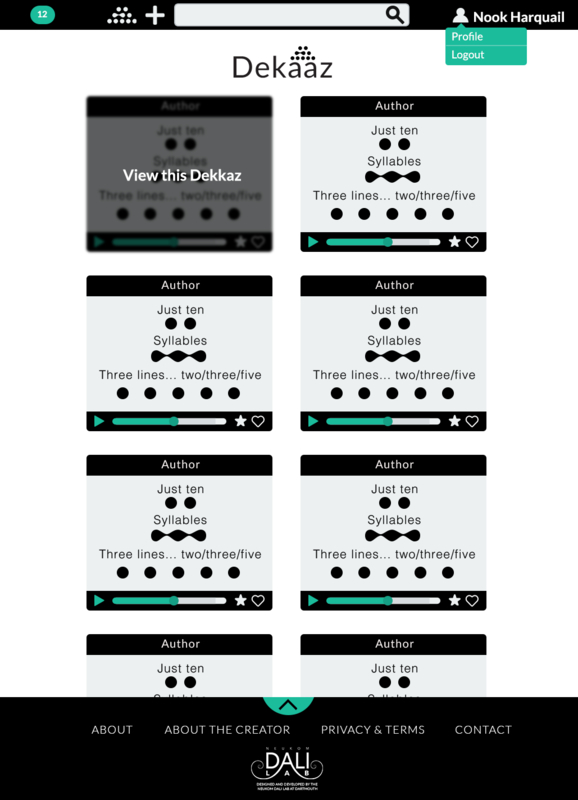 12
Nook Harquail
Profile
Logout
Dekaaz
Author
Just ten
Syllables
View this Dekkaz
Three lines... two/three/five
Author
Just ten
Syllables
Three lines... two/three/five
Author
Just ten
Syllables
Three lines... two/three/five
Author
Just ten
Syllables
Three lines... two/three/five
Author
Just ten
Syllables
Three lines... two/three/five
Author
Just ten
Syllables
Three lines... two/three/five
Author
Just ten
Syllables
Author
Just ten
Syllables
ABOUT
ABOUT THE CREATOR
PRIVACY & TERMS
CONTACT
NEUKOM
DALI
LAB
DESIGNED AND DEVELOPED BY THE
NEUKOM DALI LAB AT DARTMOUTH